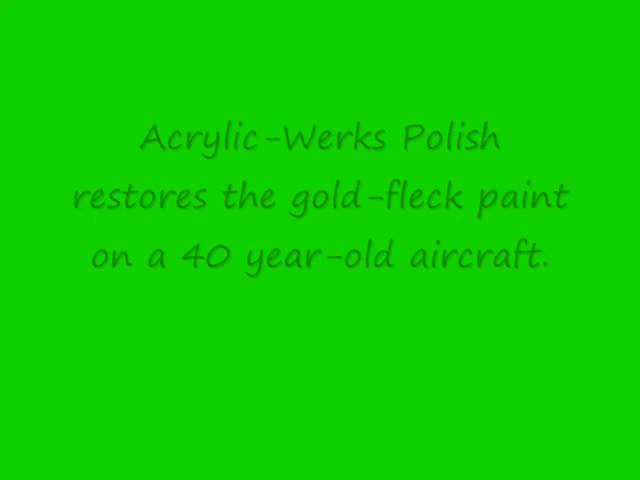 Acrylic-Werks Polish
restores the gold-fleck paint
on a 40 year-old aircraft.